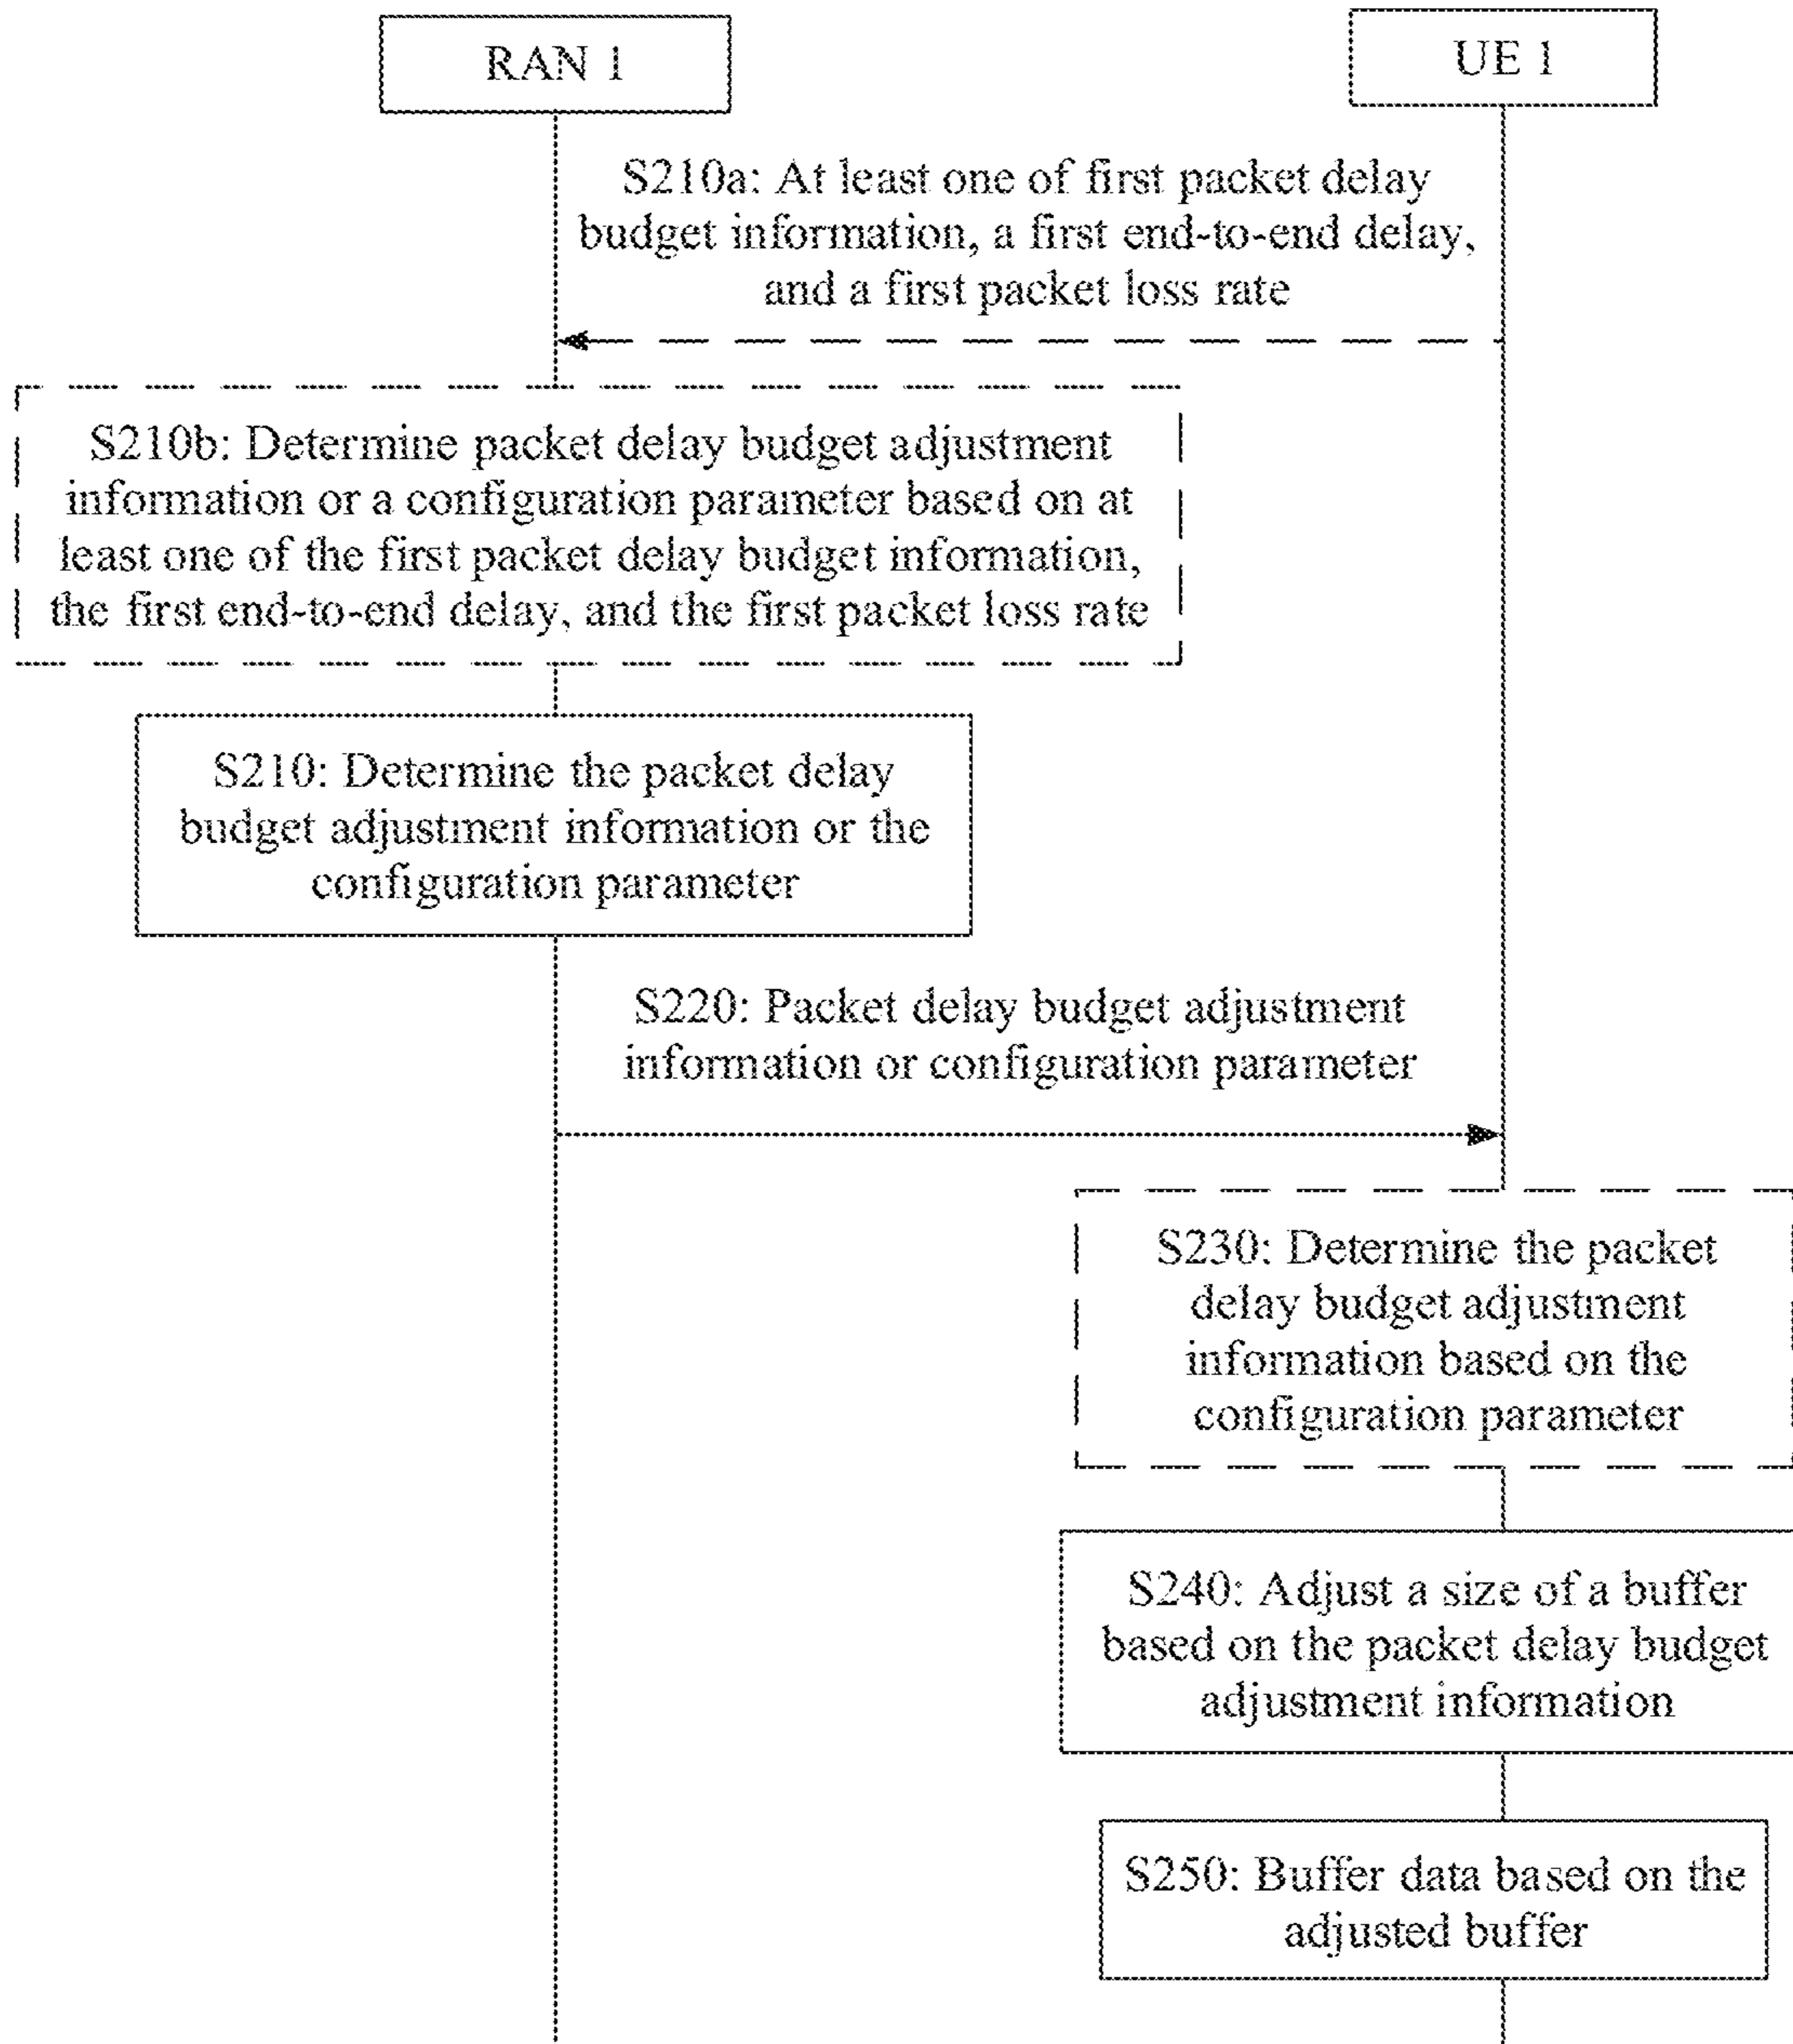 RAN 1
UE 1
S210a: At least one of first packet delay
budget information, a first end-to-end delay,
and a first packet loss rate
S210b: Determine packet delay budget adjustment
information or a configuration parameter based on at
least one of the first packet delay budget information,
the first end-to-end delay, and the first packet loss rate
S210: Determine the packet delay
budget adjustment information or the
configuration parameter
S220: Packet delay budget adjustment
information or configuration parameter
S230: Determine the packet
delay budget adjustment
information based on the
configuration parameter
S240: Adjust a size of a buffer
based on the packet delay budget
adjustment information
S250: Buffer data based on the
adjusted buffer